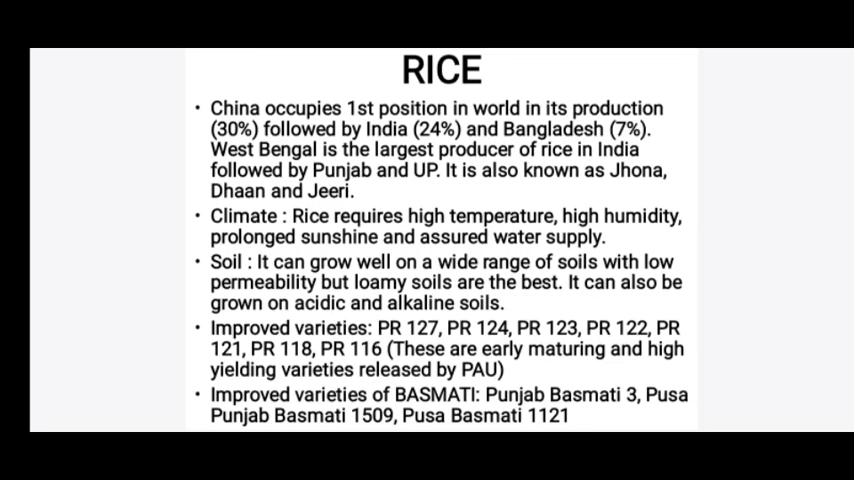 RICE
• China occupies 1st position in world in its production
(30%) followed by India (24%) and Bangladesh (7%).
West Bengal is the largest producer of rice in India
followed by Punjab and UP. It is also known as Jhona,
Dhaan and Jeeri.
• Climate : Rice requires high temperature, high humidity,
prolonged sunshine and assured water supply.
• Soil : It can grow well on a wide range of soils with low
permeability but loamy soils are the best. It can also be
grown on acidic and alkaline soils.
• Improved varieties: PR 127, PR 124, PR 123, PR 122, PR
121, PR 118, PR 116 (These are early maturing and high
yielding varieties released by PAU)
• Improved varieties of BASMATI: Punjab Basmati 3, Pusa
Punjab Basmati 1509, Pusa Basmati 1121